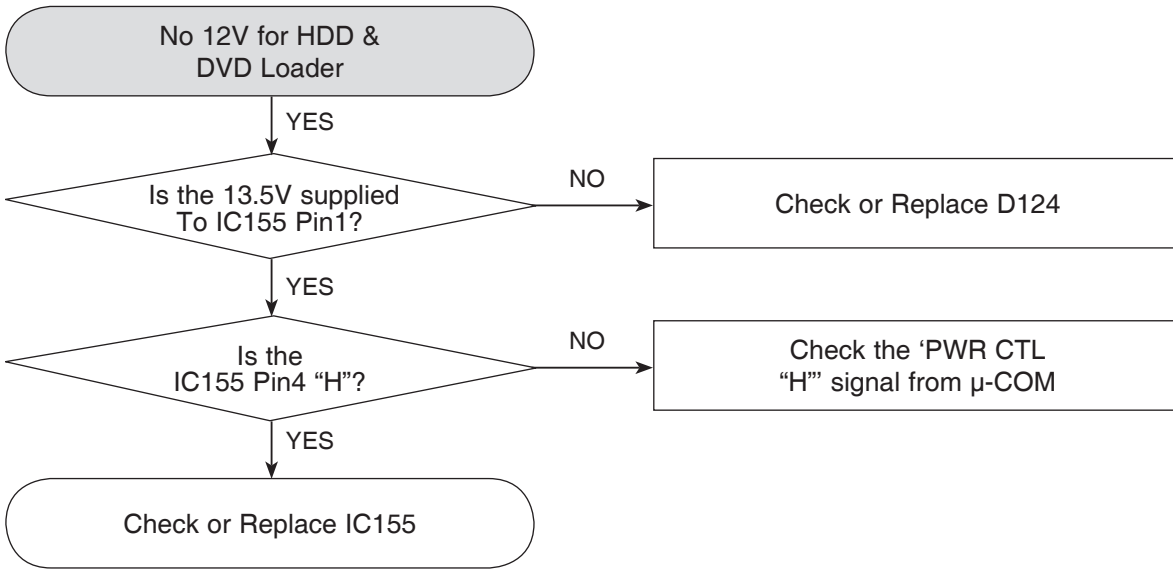 No 12V for HDD &
DVD Loader
YES
Is the 13.5V supplied
To IC155 Pin1?
NO
Check or Replace D124
YES
Is the
IC155 Pin4 “H”?
NO
Check the ‘PWR CTL
“H”’ signal from µ-COM
YES
Check or Replace IC155